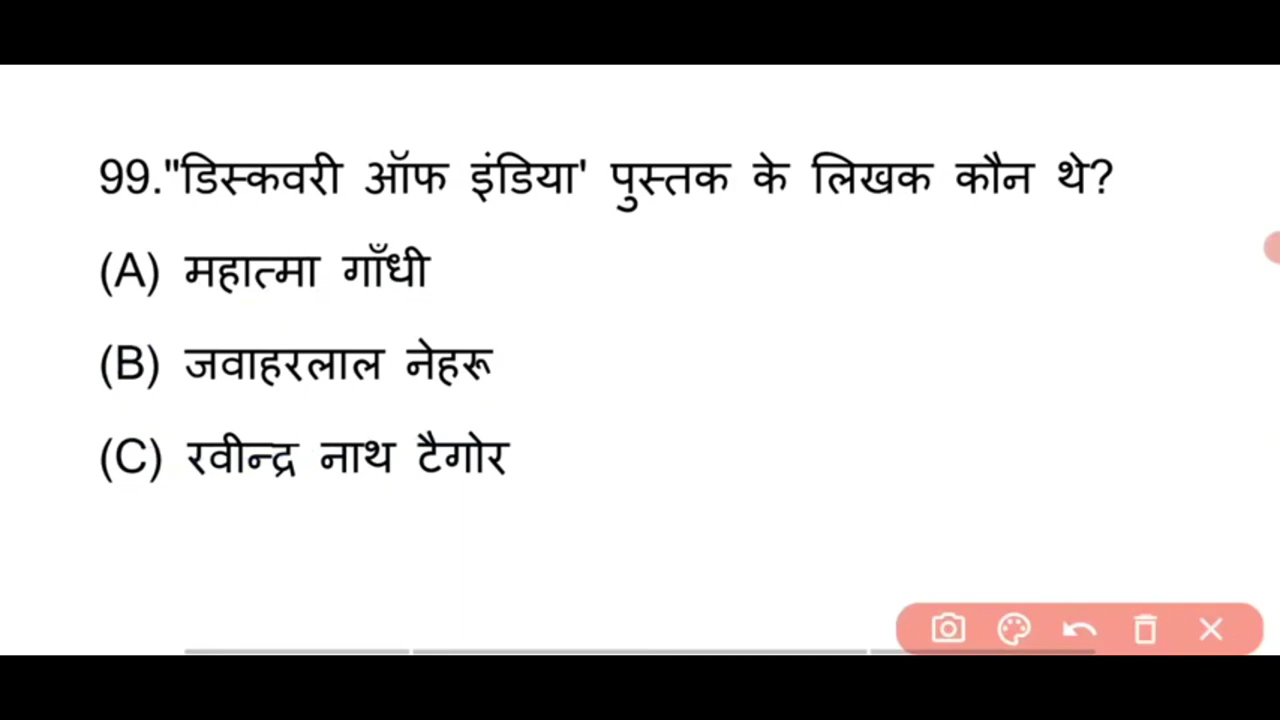 99."डिस्कवरी ऑफ इंडिया' पुस्तक के लिखक कौन थे?
(A) महात्मा गाँधी
(B) जवाहरलाल नेहरू
(C) रवीन्द्र नाथ टैगोर